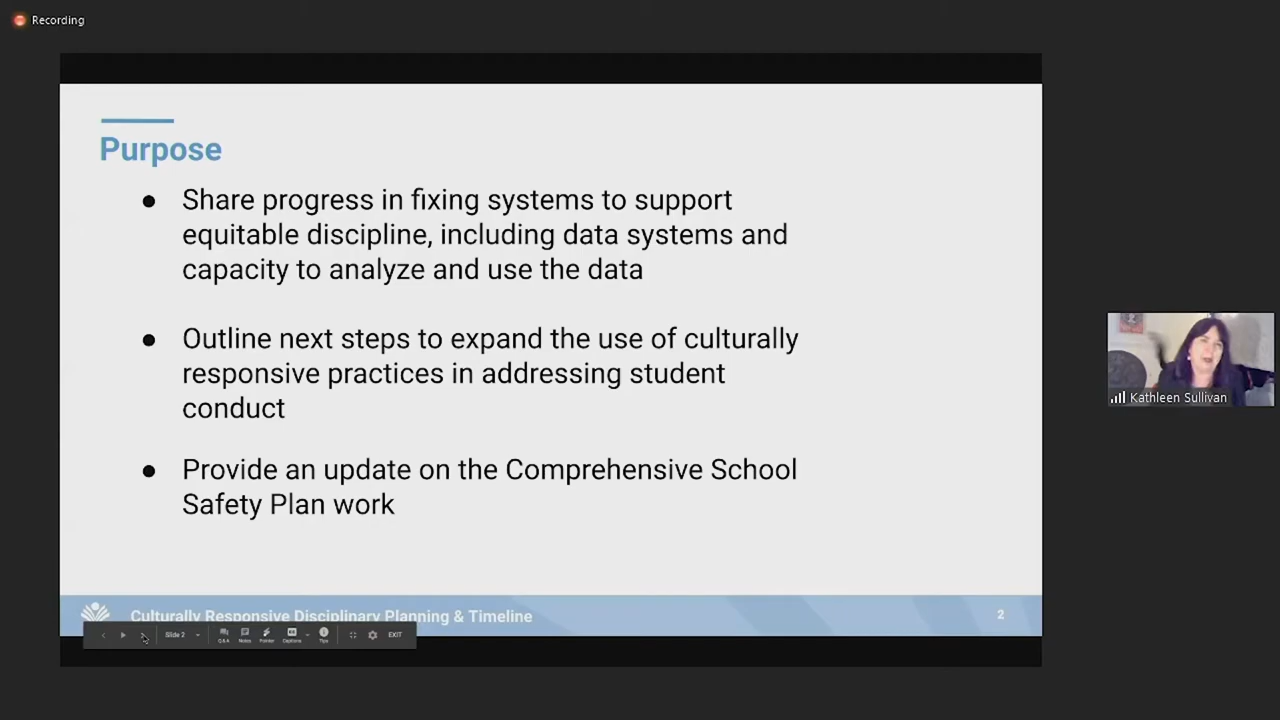 Recording
Purpose
● Share progress in fixing systems to support
equitable discipline, including data systems and
capacity to analyze and use the data
● Outline next steps to expand the use of culturally
responsive practices in addressing student
conduct
● Provide an update on the Comprehensive School
Safety Plan work
Kathleen Sullivan
Culturally Responsive Disciplinary Planning & Timeline
2
Slide 2
Q&A
Notes
Pointer
Captions
Tips
EXIT